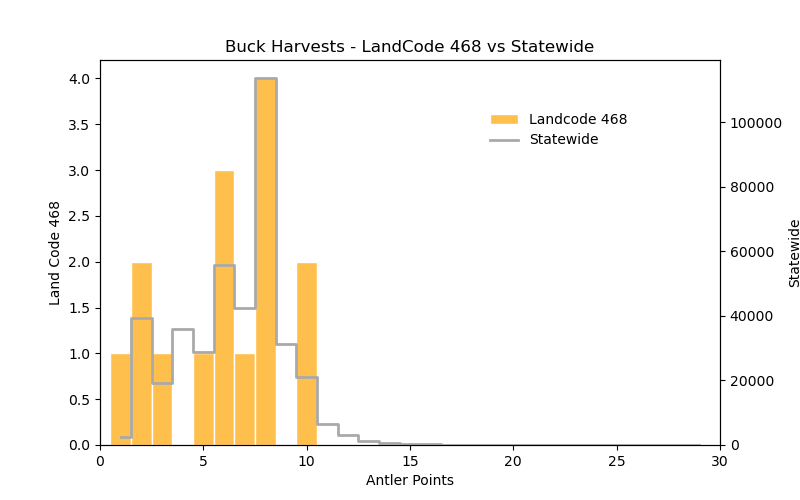 Buck Harvests - LandCode 468 vs Statewide
4.0
3.5
3.0
2.5
2.0
1.5
1.0
0.5
0.0
Land Code 468
Landcode 468
Statewide
100000
80000
60000
40000
20000
0
Statewide
0 5 10 15 20 25 30
Antler Points